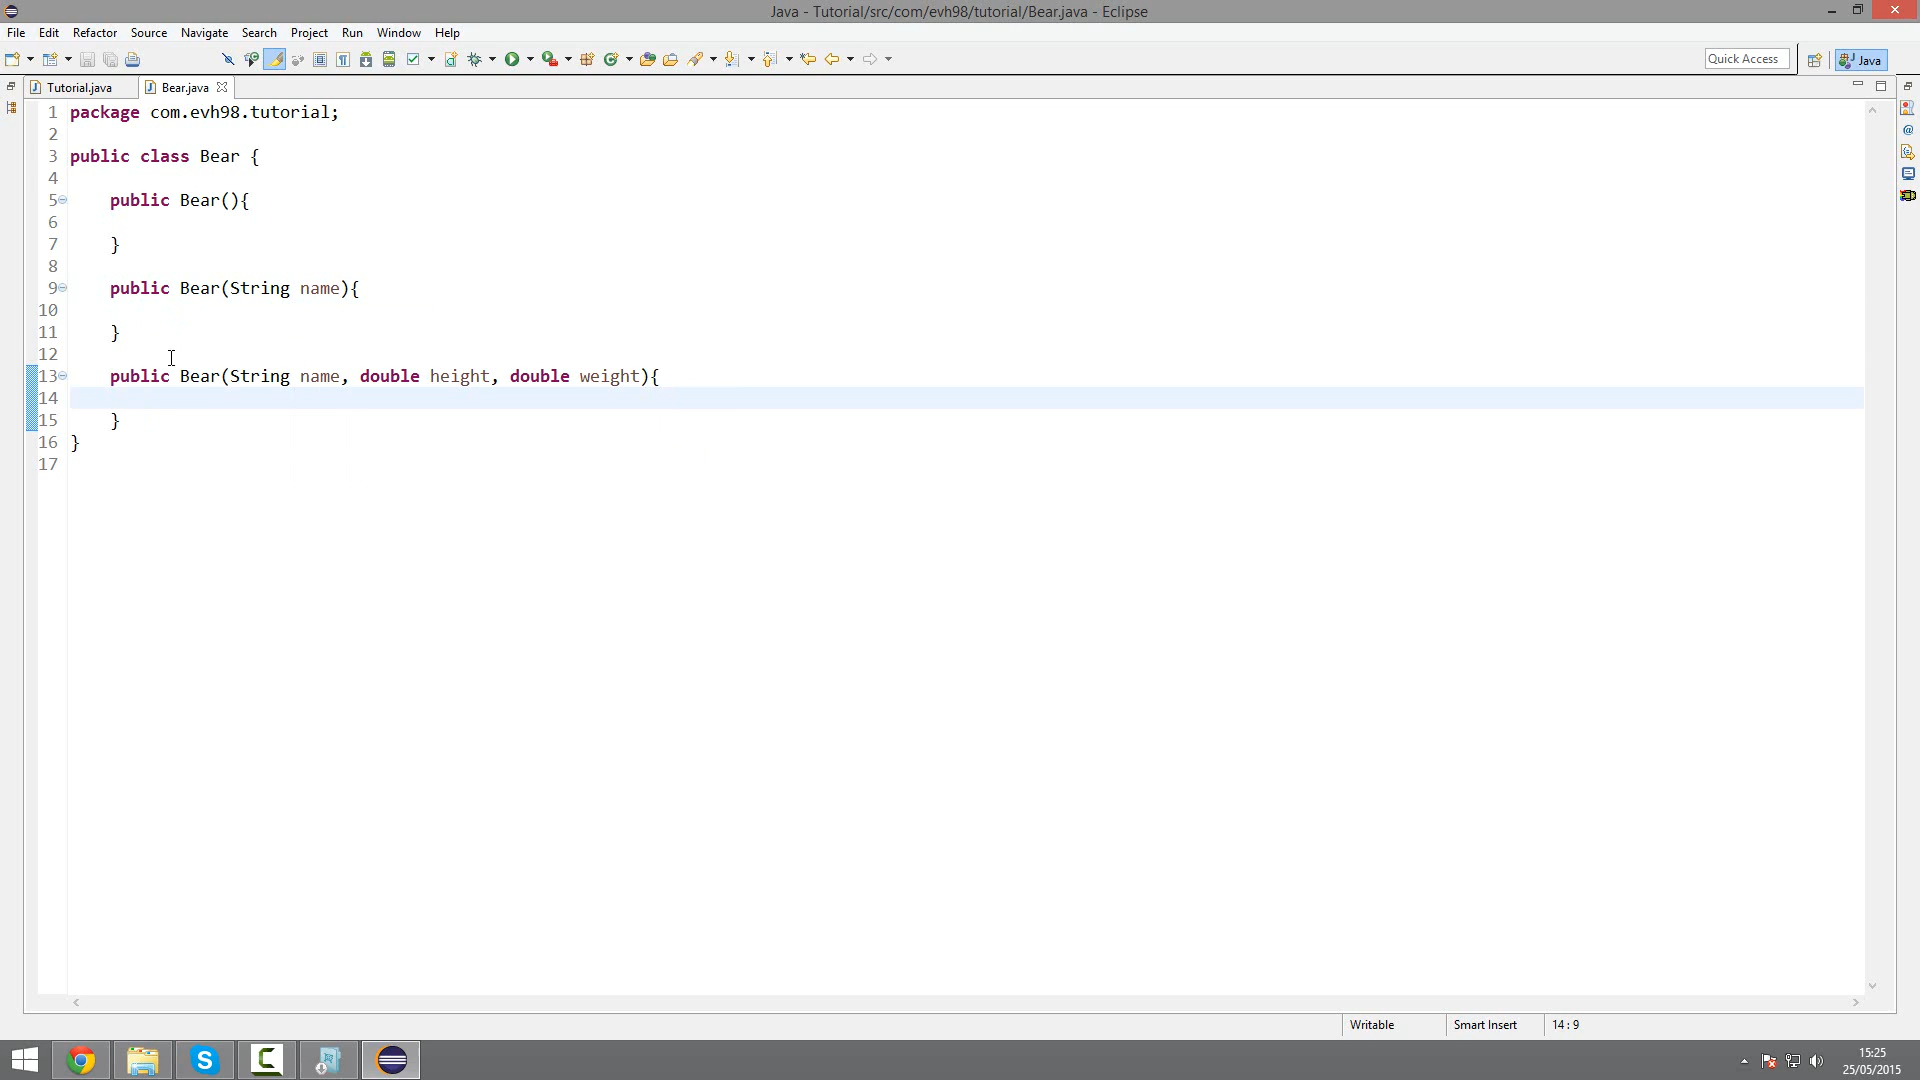 Java - Tutorial/src/com/evh98/tutorial/Bear.java - Eclipse
File Edit Refactor Source Navigate Search Project Run Window Help
Quick Access Java
Tutorial.java Bear.java
1 package com.evh98.tutorial;
2
3 public class Bear {
4
5 public Bear(){
6
7 }
8
9 public Bear(String name){
10
11 }
12
13 public Bear(String name, double height, double weight){
14
15 }
16 }
17
Writable Smart Insert 14 : 9
15:25
25/05/2015